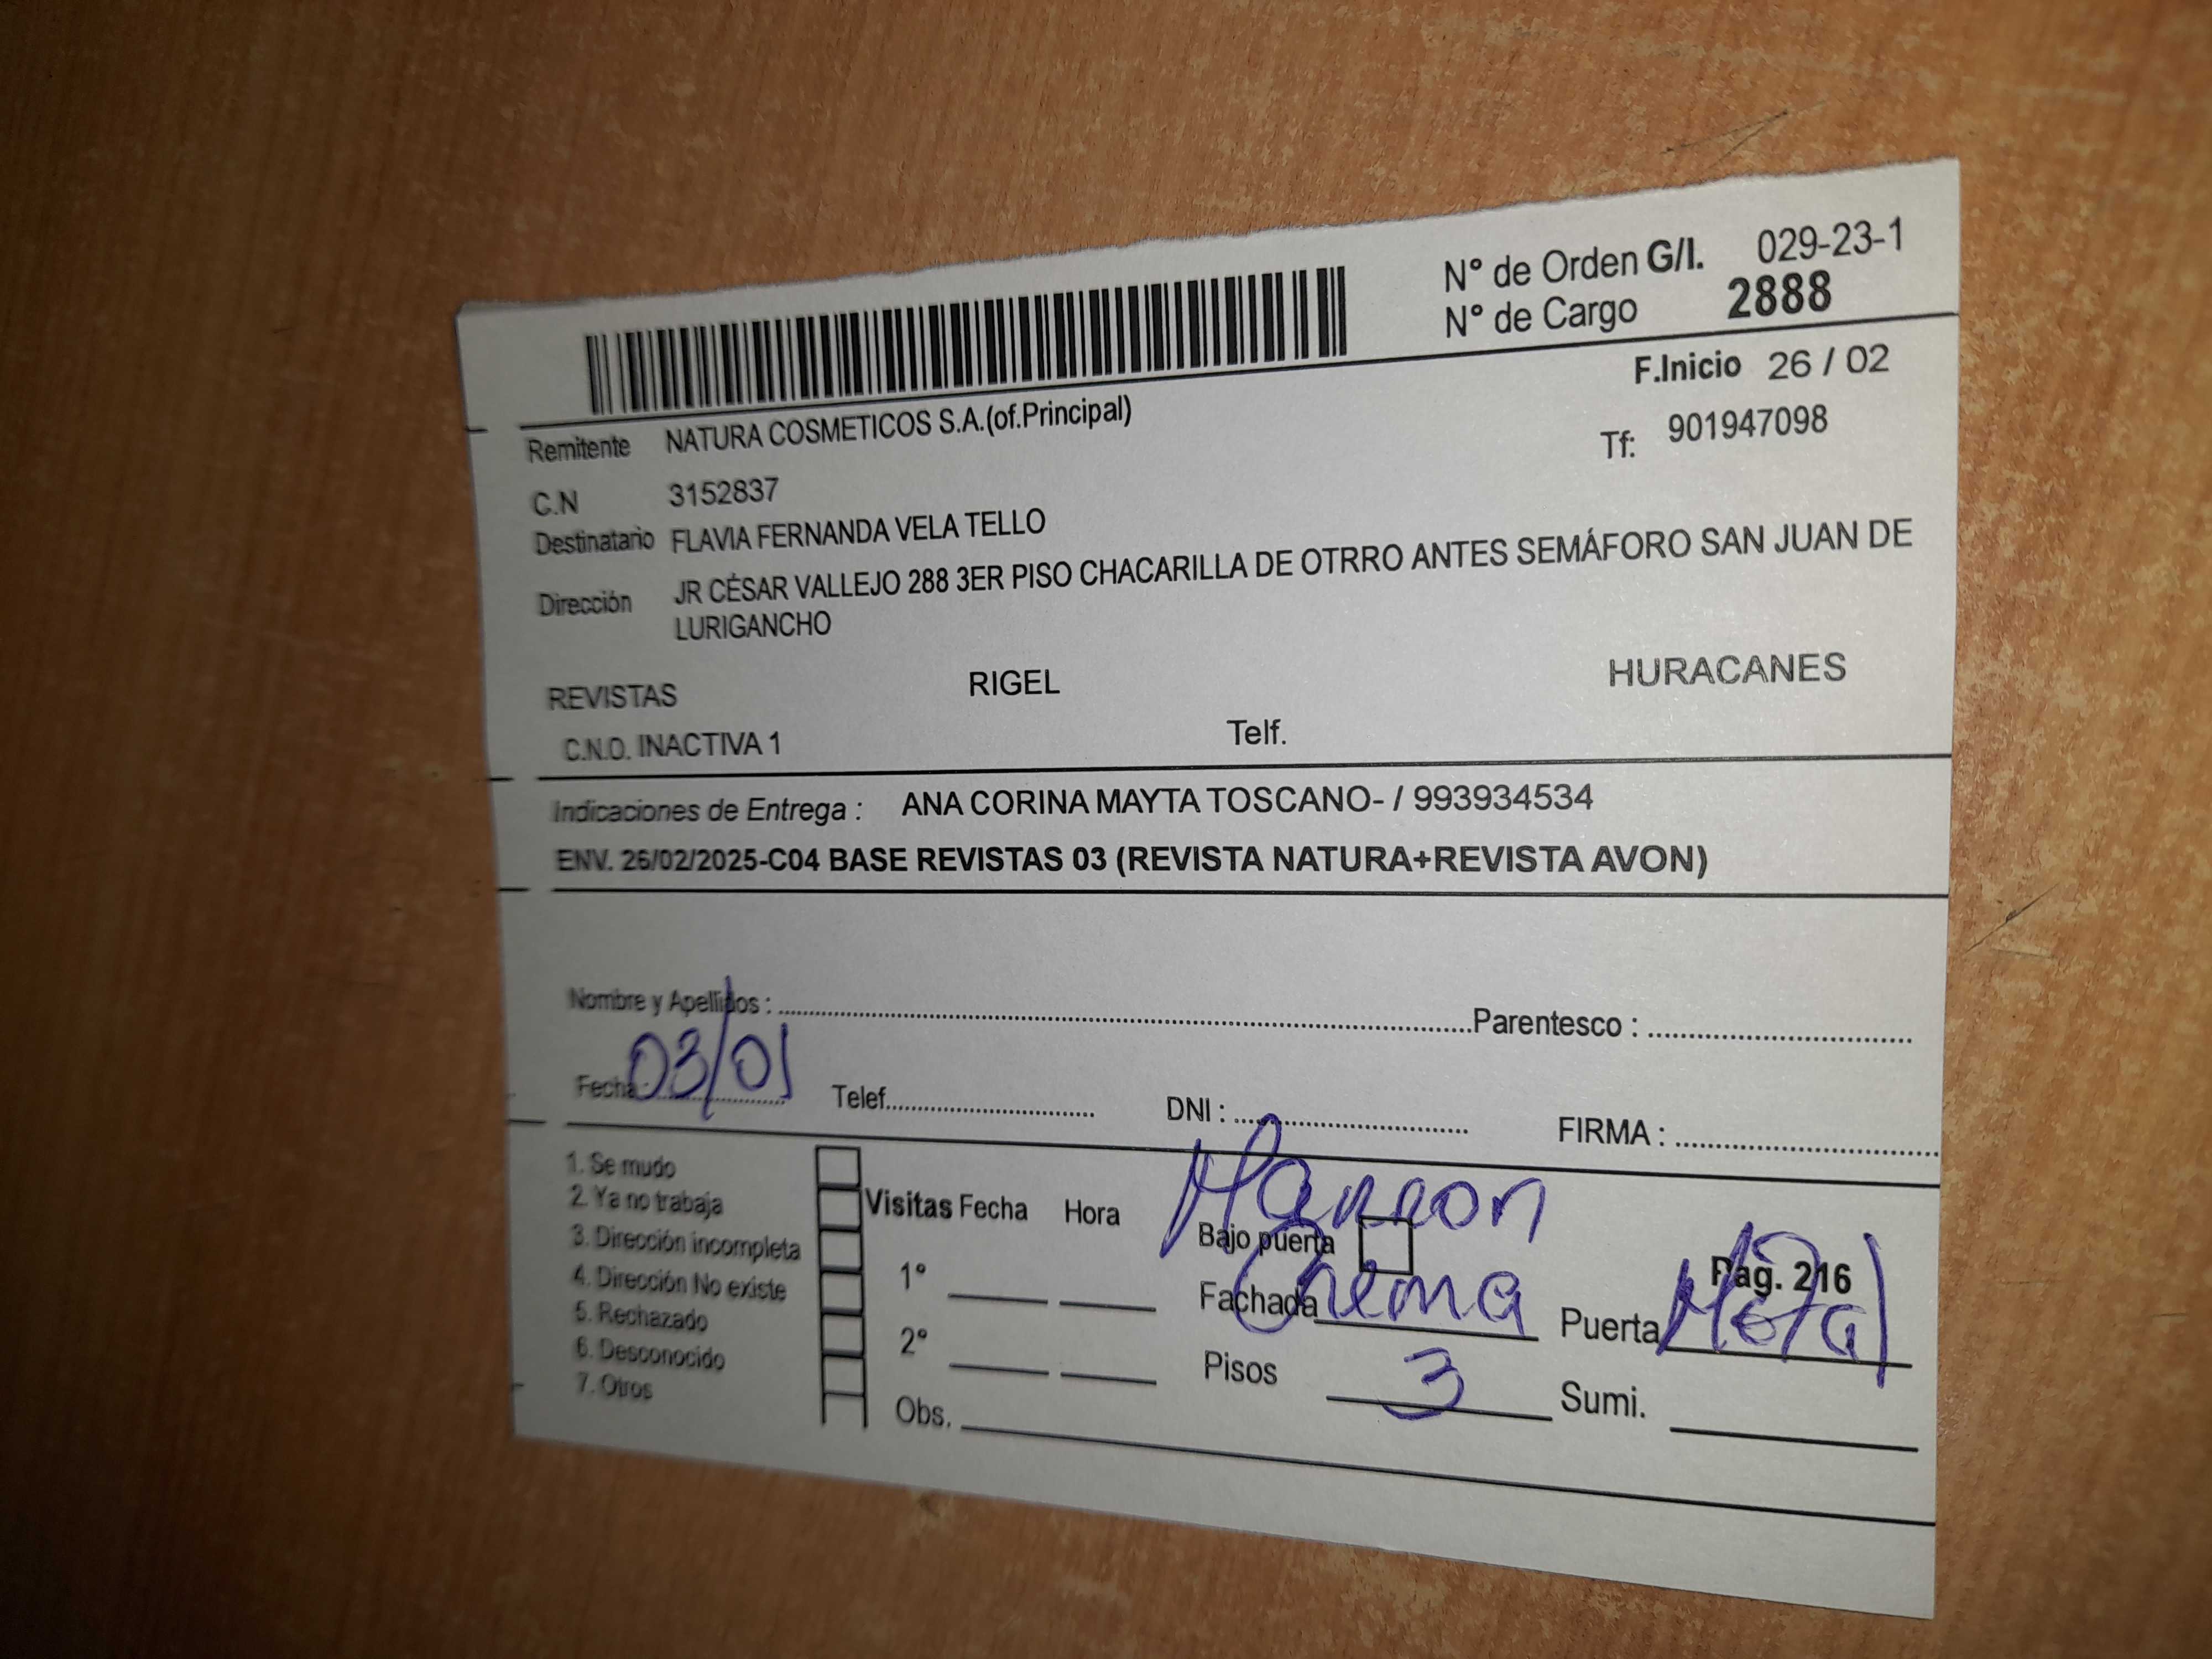 N° de Orden G/I. 029-23-1
N° de Cargo 2888
F.Inicio 26 / 02
Remitente NATURA COSMETICOS S.A.(of.Principal)
Tf: 901947098
C.N 3152837
Destinatario FLAVIA FERNANDA VELA TELLO
Dirección JR CÉSAR VALLEJO 288 3ER PISO CHACARILLA DE OTRRO ANTES SEMÁFORO SAN JUAN DE
LURIGANCHO
REVISTAS RIGEL HURACANES
C.N.O. INACTIVA 1 Telf.
Indicaciones de Entrega : ANA CORINA MAYTA TOSCANO- / 993934534
ENV. 26/02/2025-C04 BASE REVISTAS 03 (REVISTA NATURA+REVISTA AVON)
Nombre y Apellidos : Parentesco :
Fecha: 03/01 Telef. DNI : FIRMA :
1. Se mudo
2. Ya no trabaja
3. Dirección incompleta
4. Dirección No existe
5. Rechazado
6. Desconocido
7. Otros
Visitas Fecha Hora
1°
2°
Obs.
Bajo puerta
Pag. 216
Fachada Crema Puerta
Pisos 3 Sumi.